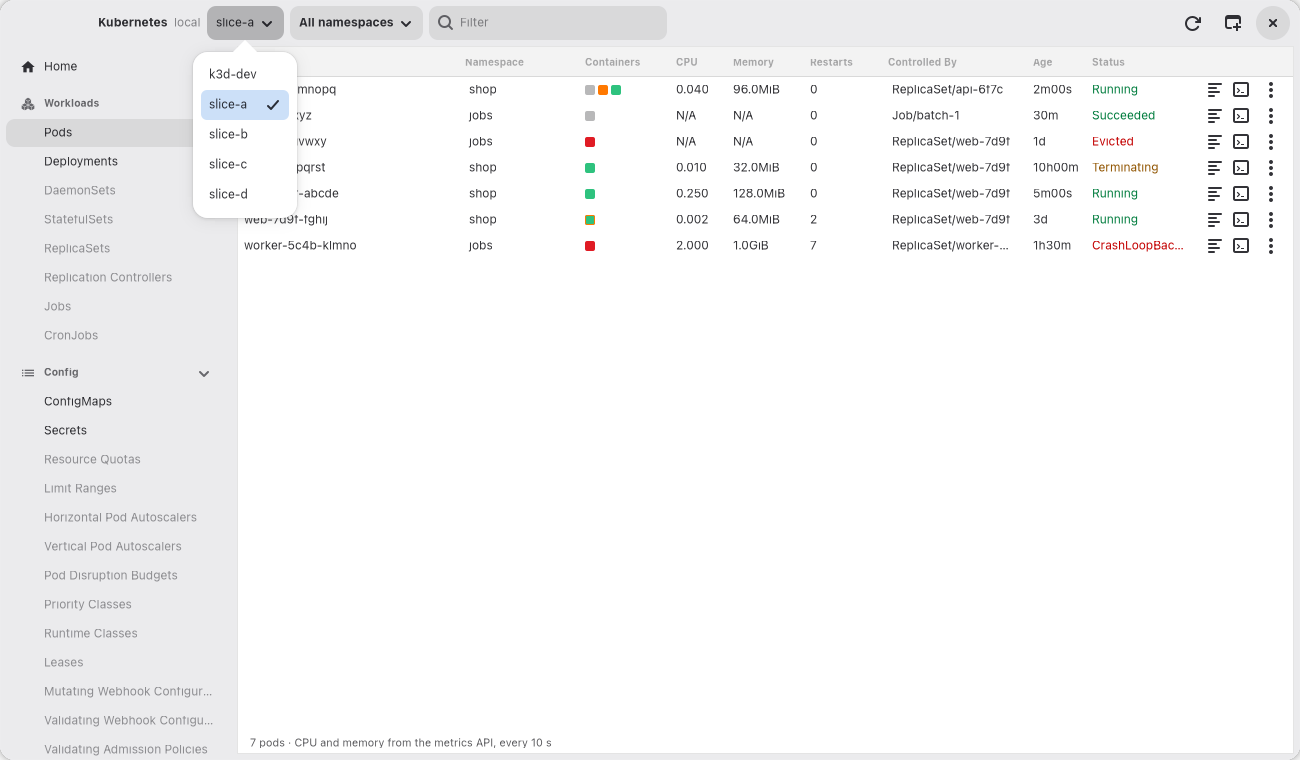 Kubernetes local slice-a All namespaces Filter
Home
Workloads
Pods
Deployments
DaemonSets
StatefulSets
ReplicaSets
Replication Controllers
Jobs
CronJobs
Config
ConfigMaps
Secrets
Resource Quotas
Limit Ranges
Horizontal Pod Autoscalers
Vertical Pod Autoscalers
Pod Disruption Budgets
Priority Classes
Runtime Classes
Leases
Mutating Webhook Configur...
Validating Webhook Configu...
Validating Admission Policies
k3d-dev
slice-a
slice-b
slice-c
slice-d
Namespace Containers CPU Memory Restarts Controlled By Age Status
mnopq shop 0.040 96.0MiB 0 ReplicaSet/api-6f7c 2m00s Running
xyz jobs N/A N/A 0 Job/batch-1 30m Succeeded
vwxy jobs N/A N/A 0 ReplicaSet/web-7d9f 1d Evicted
pqrst shop 0.010 32.0MiB 0 ReplicaSet/web-7d9f 10h00m Terminating
-abcde shop 0.250 128.0MiB 0 ReplicaSet/web-7d9f 5m00s Running
web-7d9f-fghij shop 0.002 64.0MiB 2 ReplicaSet/web-7d9f 3d Running
worker-5c4b-klmno jobs 2.000 1.0GiB 7 ReplicaSet/worker-... 1h30m CrashLoopBac...
7 pods · CPU and memory from the metrics API, every 10 s